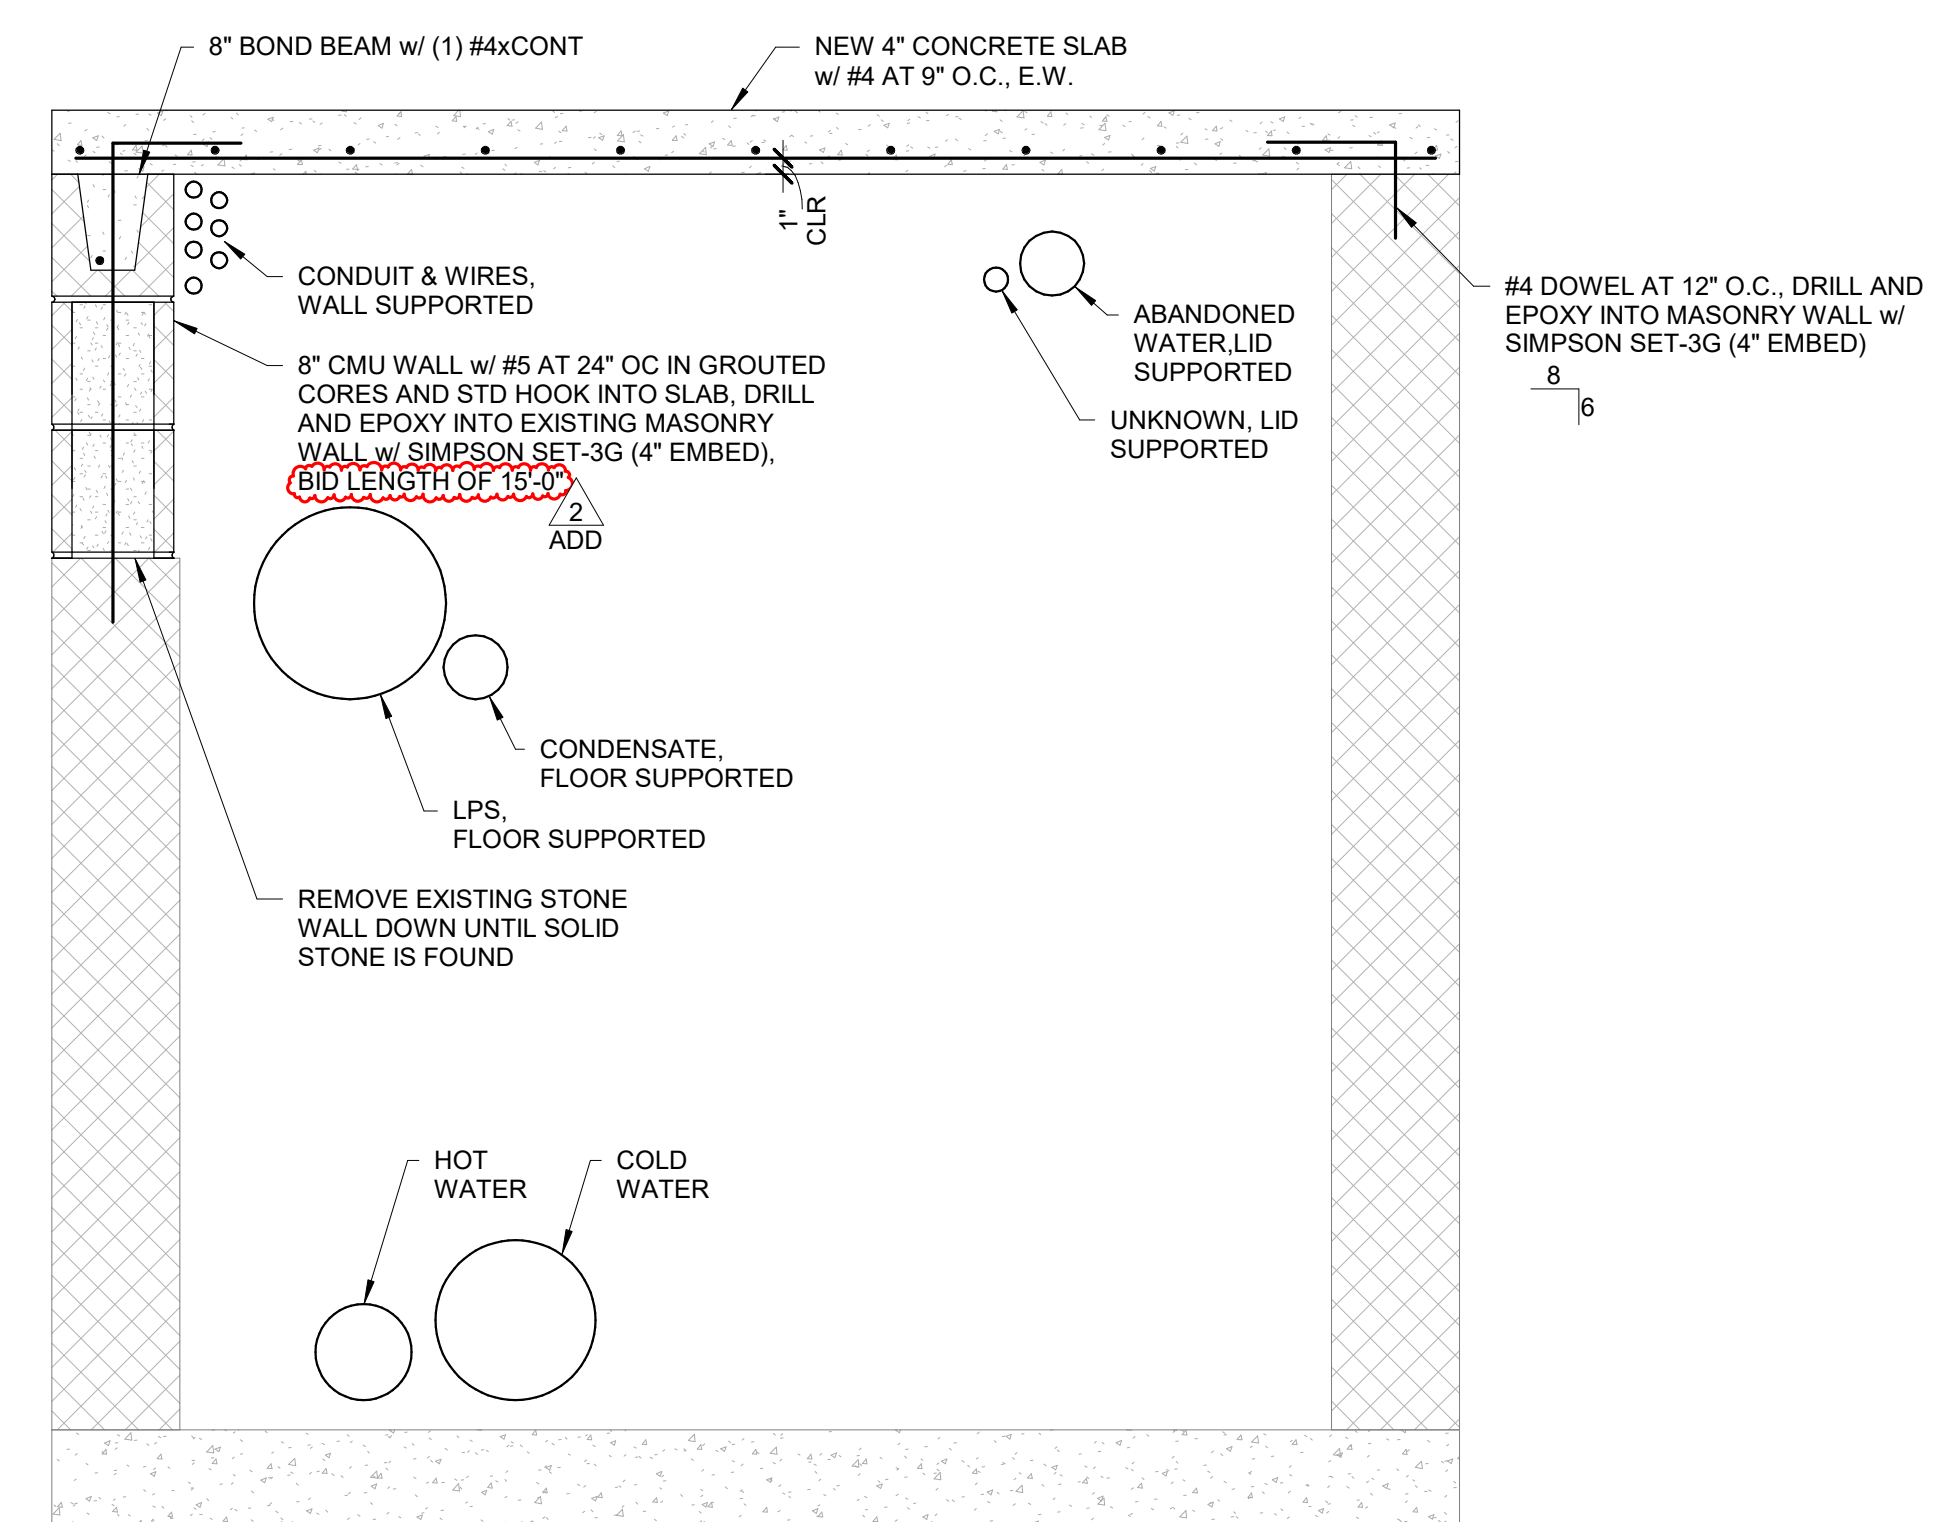 8" BOND BEAM w/ (1) #4xCONT
NEW 4" CONCRETE SLAB
w/ #4 AT 9" O.C., E.W.
1"
CLR
CONDUIT & WIRES,
WALL SUPPORTED
8" CMU WALL w/ #5 AT 24" OC IN GROUTED
CORES AND STD HOOK INTO SLAB, DRILL
AND EPOXY INTO EXISTING MASONRY
WALL w/ SIMPSON SET-3G (4" EMBED),
BID LENGTH OF 15'-0"
2
ADD
ABANDONED
WATER,LID
SUPPORTED
UNKNOWN, LID
SUPPORTED
#4 DOWEL AT 12" O.C., DRILL AND
EPOXY INTO MASONRY WALL w/
SIMPSON SET-3G (4" EMBED)
8
6
CONDENSATE,
FLOOR SUPPORTED
LPS,
FLOOR SUPPORTED
REMOVE EXISTING STONE
WALL DOWN UNTIL SOLID
STONE IS FOUND
HOT
WATER
COLD
WATER